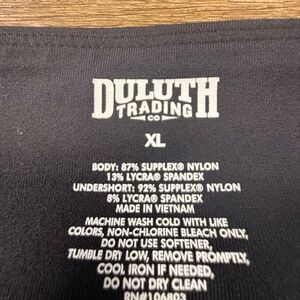 DULUTH
TRADING
CO
XL
BODY: 87% SUPPLEX® NYLON
13% LYCRA® SPANDEX
UNDERSHORT: 92% SUPPLEX® NYLON
8% LYCRA® SPANDEX
MADE IN VIETNAM
MACHINE WASH COLD WITH LIKE
COLORS, NON-CHLORINE BLEACH ONLY,
DO NOT USE SOFTENER,
TUMBLE DRY LOW, REMOVE PROMPTLY,
COOL IRON IF NEEDED,
DO NOT DRY CLEAN
RN#106803